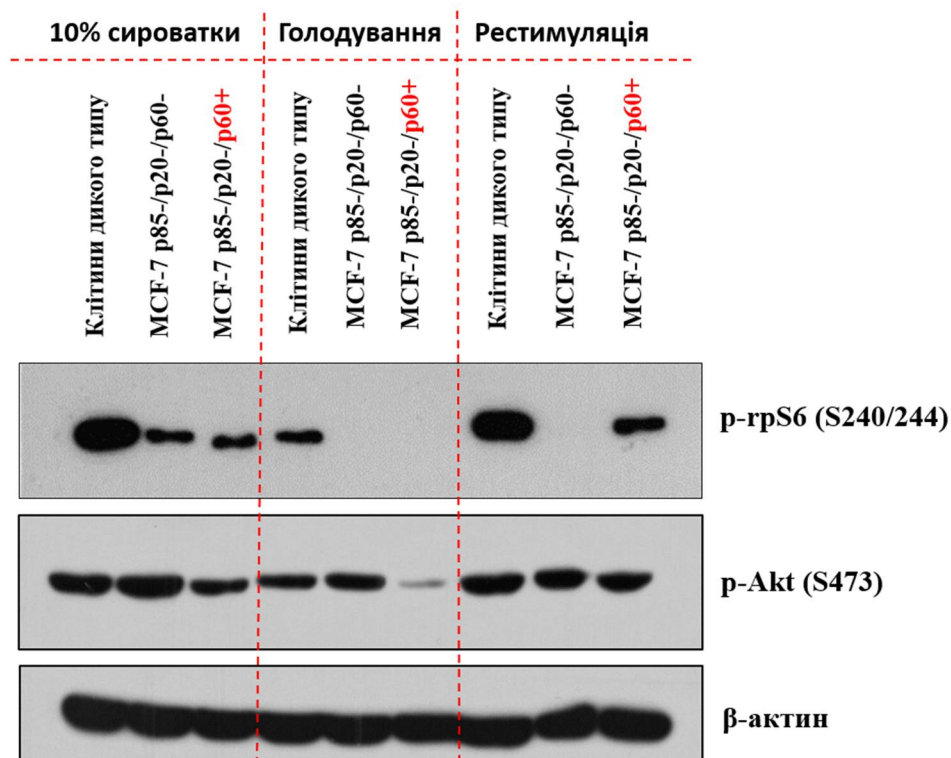 10% сироватки
Голодування
Рестимуляція
Клітини дикого типу
MCF-7 p85-/p20-/p60-
MCF-7 p85-/p20-/p60+
Клітини дикого типу
MCF-7 p85-/p20-/p60-
MCF-7 p85-/p20-/p60+
Клітини дикого типу
MCF-7 p85-/p20-/p60-
MCF-7 p85-/p20-/p60+
p-rpS6 (S240/244)
p-Akt (S473)
β-актин